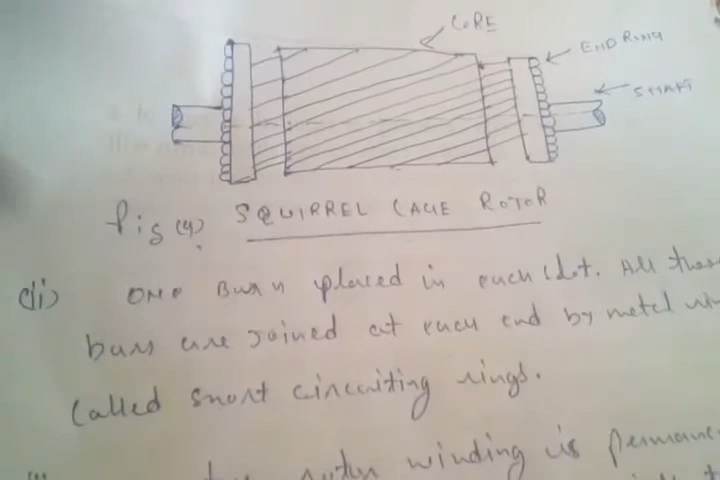 CORE
END RING
SHAFT
Fig (4). SQUIRREL CAGE ROTOR
(ii) One Bar placed in each slot. All these
bars are joined at each end by metal
called short circuiting rings.
winding is